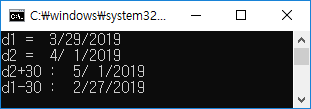 C:₩windows₩system32...
d1 =  3/29/2019
d2 =  4/ 1/2019
d2+30 :  5/ 1/2019
d1-30 :  2/27/2019